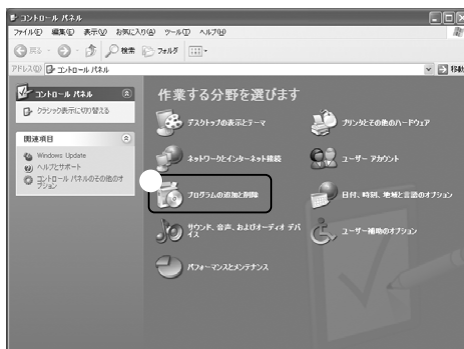 コントロール パネル
ファイル(F) 編集(E) 表示(V) お気に入り(A) ツール(T) ヘルプ(H)
戻る 検索 フォルダ
アドレス(D) コントロール パネル 移動
コントロール パネル
クラシック表示に切り替える
関連項目
Windows Update
ヘルプとサポート
コントロール パネルのその他のオプション
作業する分野を選びます
デスクトップの表示とテーマ
プリンタとその他のハードウェア
ネットワークとインターネット接続
ユーザー アカウント
プログラムの追加と削除
日付、時刻、地域と言語のオプション
サウンド、音声、およびオーディオ デバイス
ユーザー補助のオプション
パフォーマンスとメンテナンス